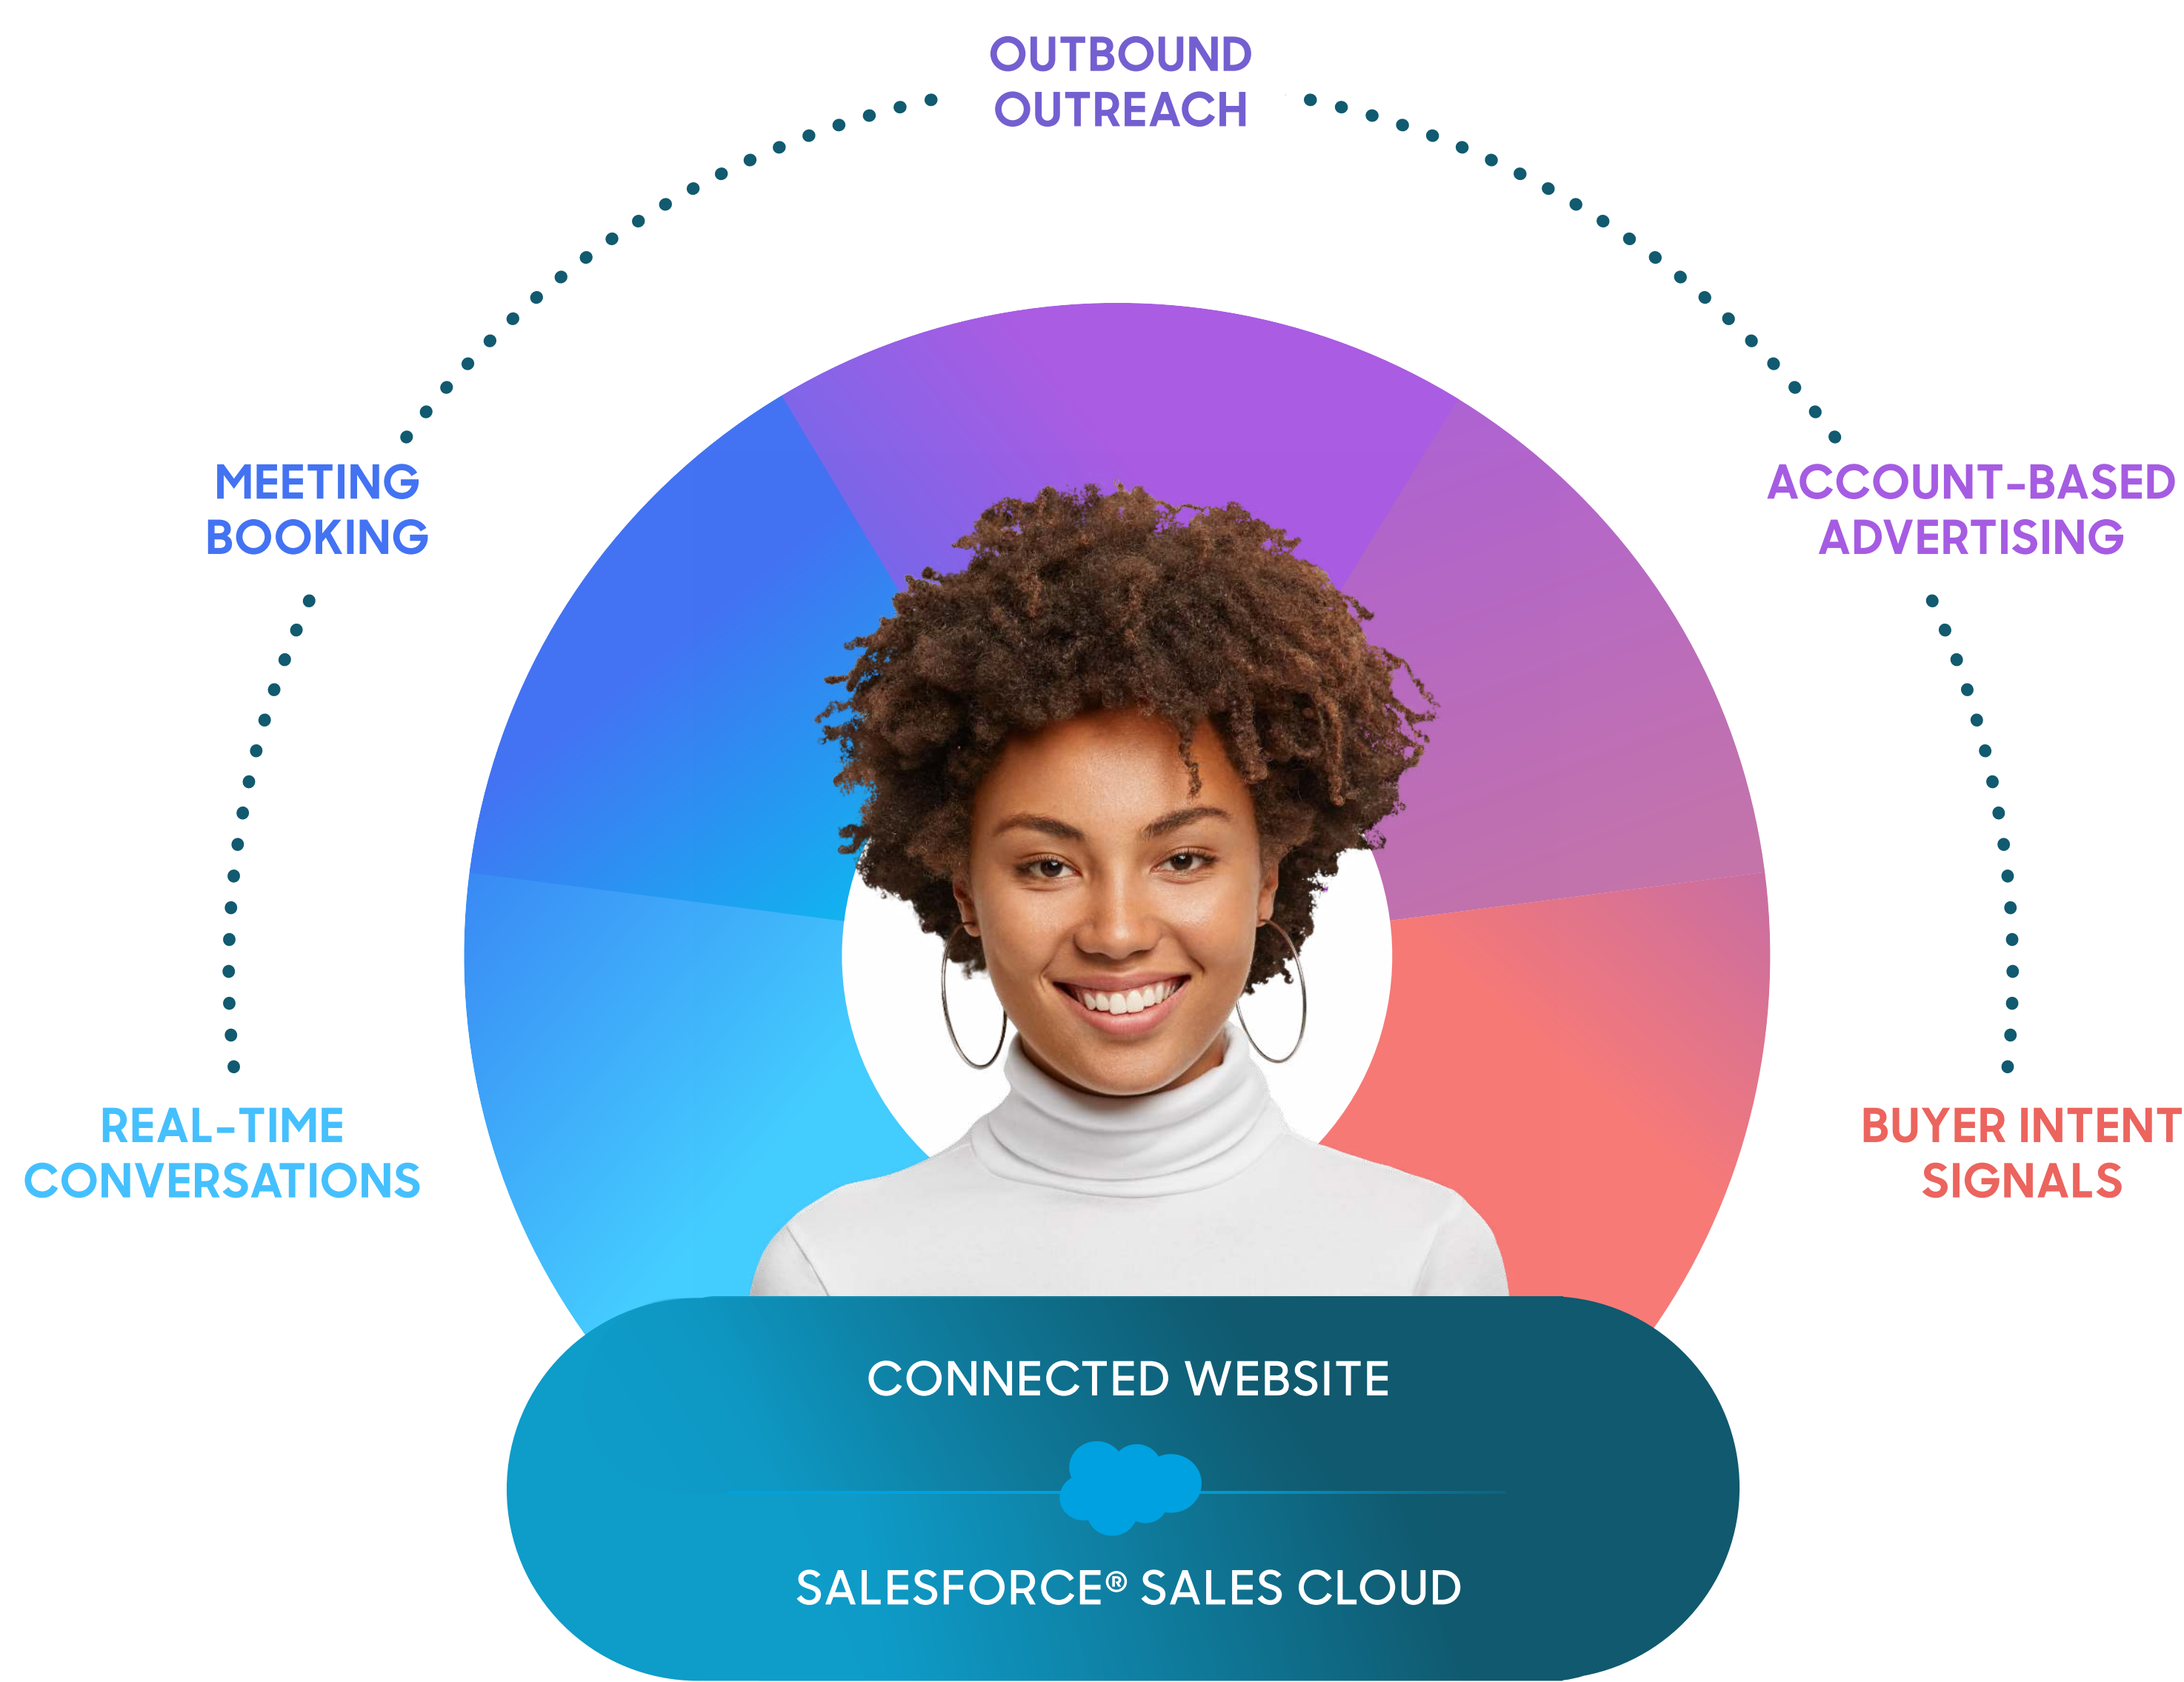 OUTBOUND
OUTREACH
MEETING
BOOKING
ACCOUNT-BASED
ADVERTISING
REAL-TIME
CONVERSATIONS
BUYER INTENT
SIGNALS
CONNECTED WEBSITE
SALESFORCE® SALES CLOUD